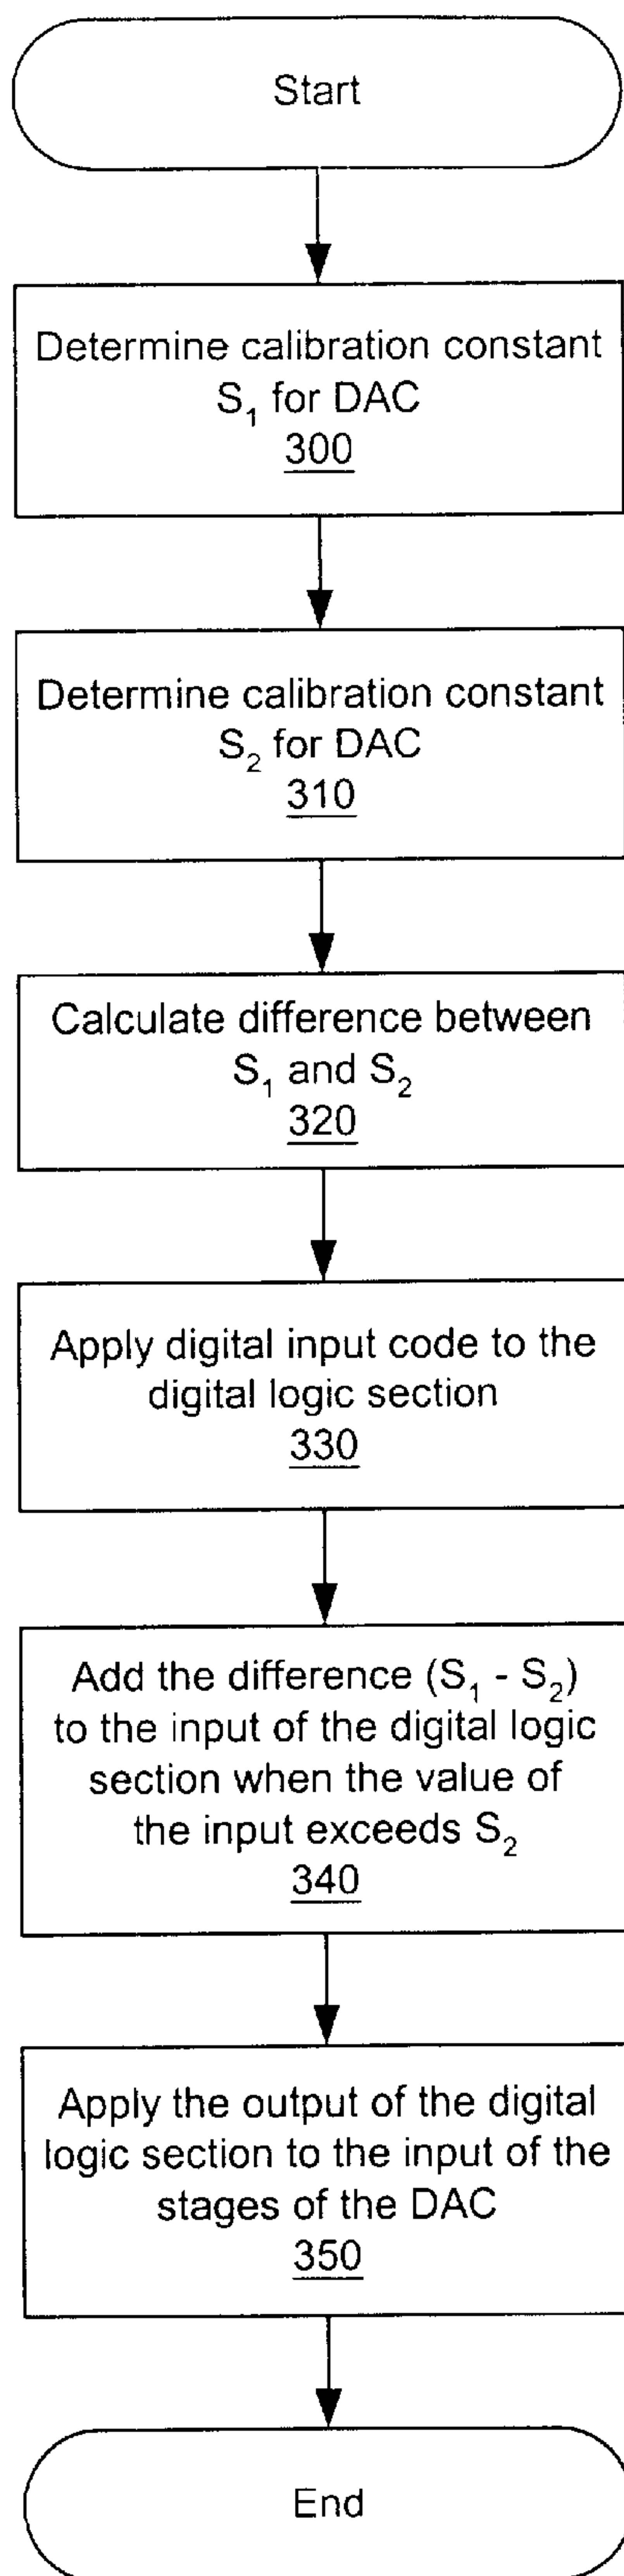 Start
Determine calibration constant
S₁ for DAC
300
Determine calibration constant
S₂ for DAC
310
Calculate difference between
S₁ and S₂
320
Apply digital input code to the
digital logic section
330
Add the difference (S₁ - S₂)
to the input of the digital logic
section when the value of
the input exceeds S₂
340
Apply the output of the digital
logic section to the input of the
stages of the DAC
350
End